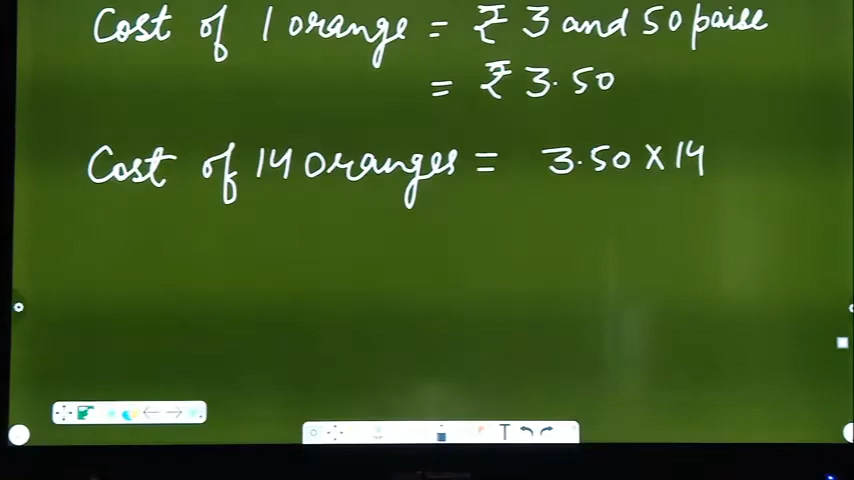 Cost of 1 orange = ₹ 3 and 50 paise
= ₹ 3.50
Cost of 14 oranges = 3.50 X 14
T